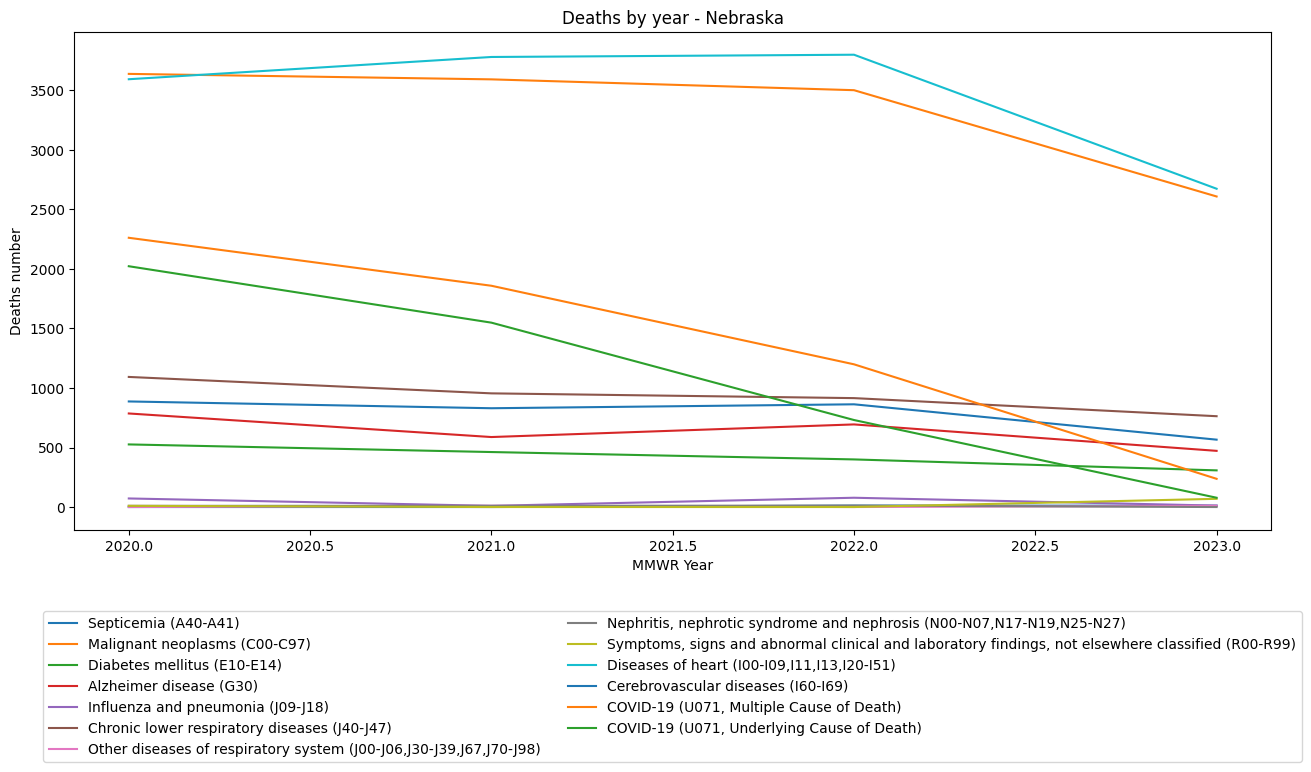 Deaths by year - Nebraska
Deaths number
3500
3000
2500
2000
1500
1000
500
0
2020.0 2020.5 2021.0 2021.5 2022.0 2022.5 2023.0
MMWR Year
Septicemia (A40-A41)
Malignant neoplasms (C00-C97)
Diabetes mellitus (E10-E14)
Alzheimer disease (G30)
Influenza and pneumonia (J09-J18)
Chronic lower respiratory diseases (J40-J47)
Other diseases of respiratory system (J00-J06,J30-J39,J67,J70-J98)
Nephritis, nephrotic syndrome and nephrosis (N00-N07,N17-N19,N25-N27)
Symptoms, signs and abnormal clinical and laboratory findings, not elsewhere classified (R00-R99)
Diseases of heart (I00-I09,I11,I13,I20-I51)
Cerebrovascular diseases (I60-I69)
COVID-19 (U071, Multiple Cause of Death)
COVID-19 (U071, Underlying Cause of Death)